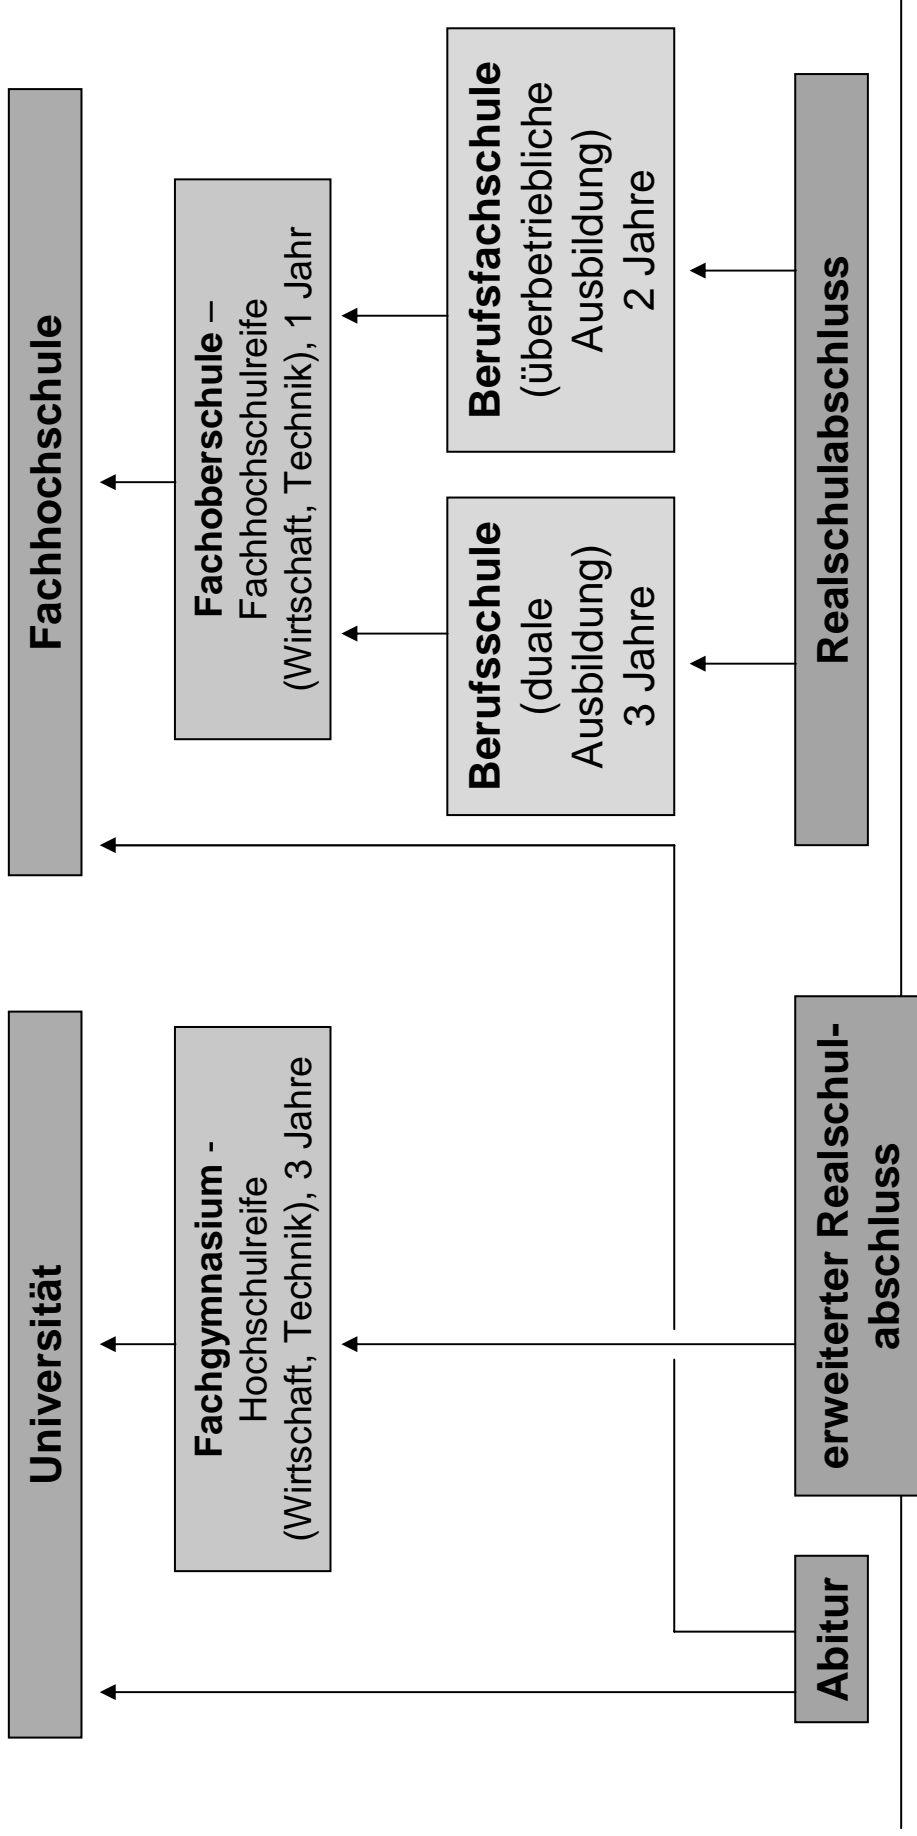 Universität
Fachhochschule
Fachgymnasium -
Hochschulreife
(Wirtschaft, Technik), 3 Jahre
Fachoberschule –
Fachhochschulreife
(Wirtschaft, Technik), 1 Jahr
Berufsschule
(duale
Ausbildung)
3 Jahre
Berufsfachschule
(überbetriebliche
Ausbildung)
2 Jahre
Abitur
erweiterter Realschul-
abschluss
Realschulabschluss